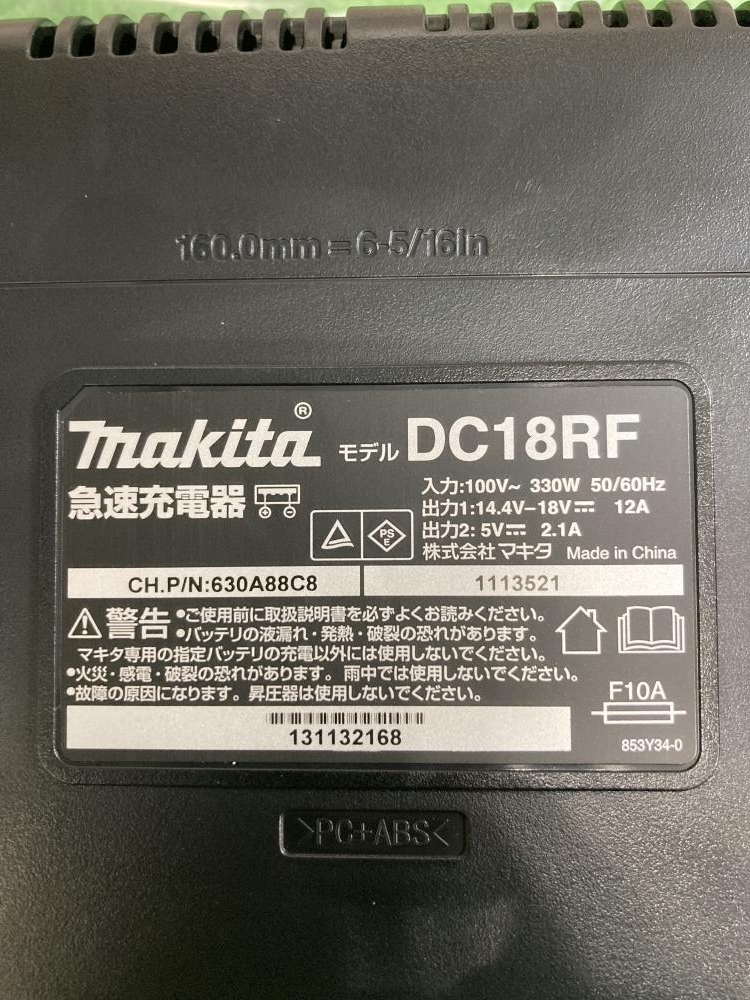 160.0mm=6-5/16in
makita® モデル DC18RF
急速充電器
入力:100V~ 330W 50/60Hz
出力1:14.4V-18V⎓ 12A
出力2: 5V⎓ 2.1A
PSE
株式会社マキタ Made in China
CH.P/N:630A88C8 1113521
警告 •ご使用前に取扱説明書を必ずよくお読みください。
•バッテリの液漏れ・発熱・破裂の恐れがあります。
マキタ専用の指定バッテリの充電以外には使用しないでください。
•火災・感電・破裂の恐れがあります。雨中では使用しないでください。
•故障の原因になります。昇圧器は使用しないでください。
F10A
131132168
853Y34-0
>PC+ABS<